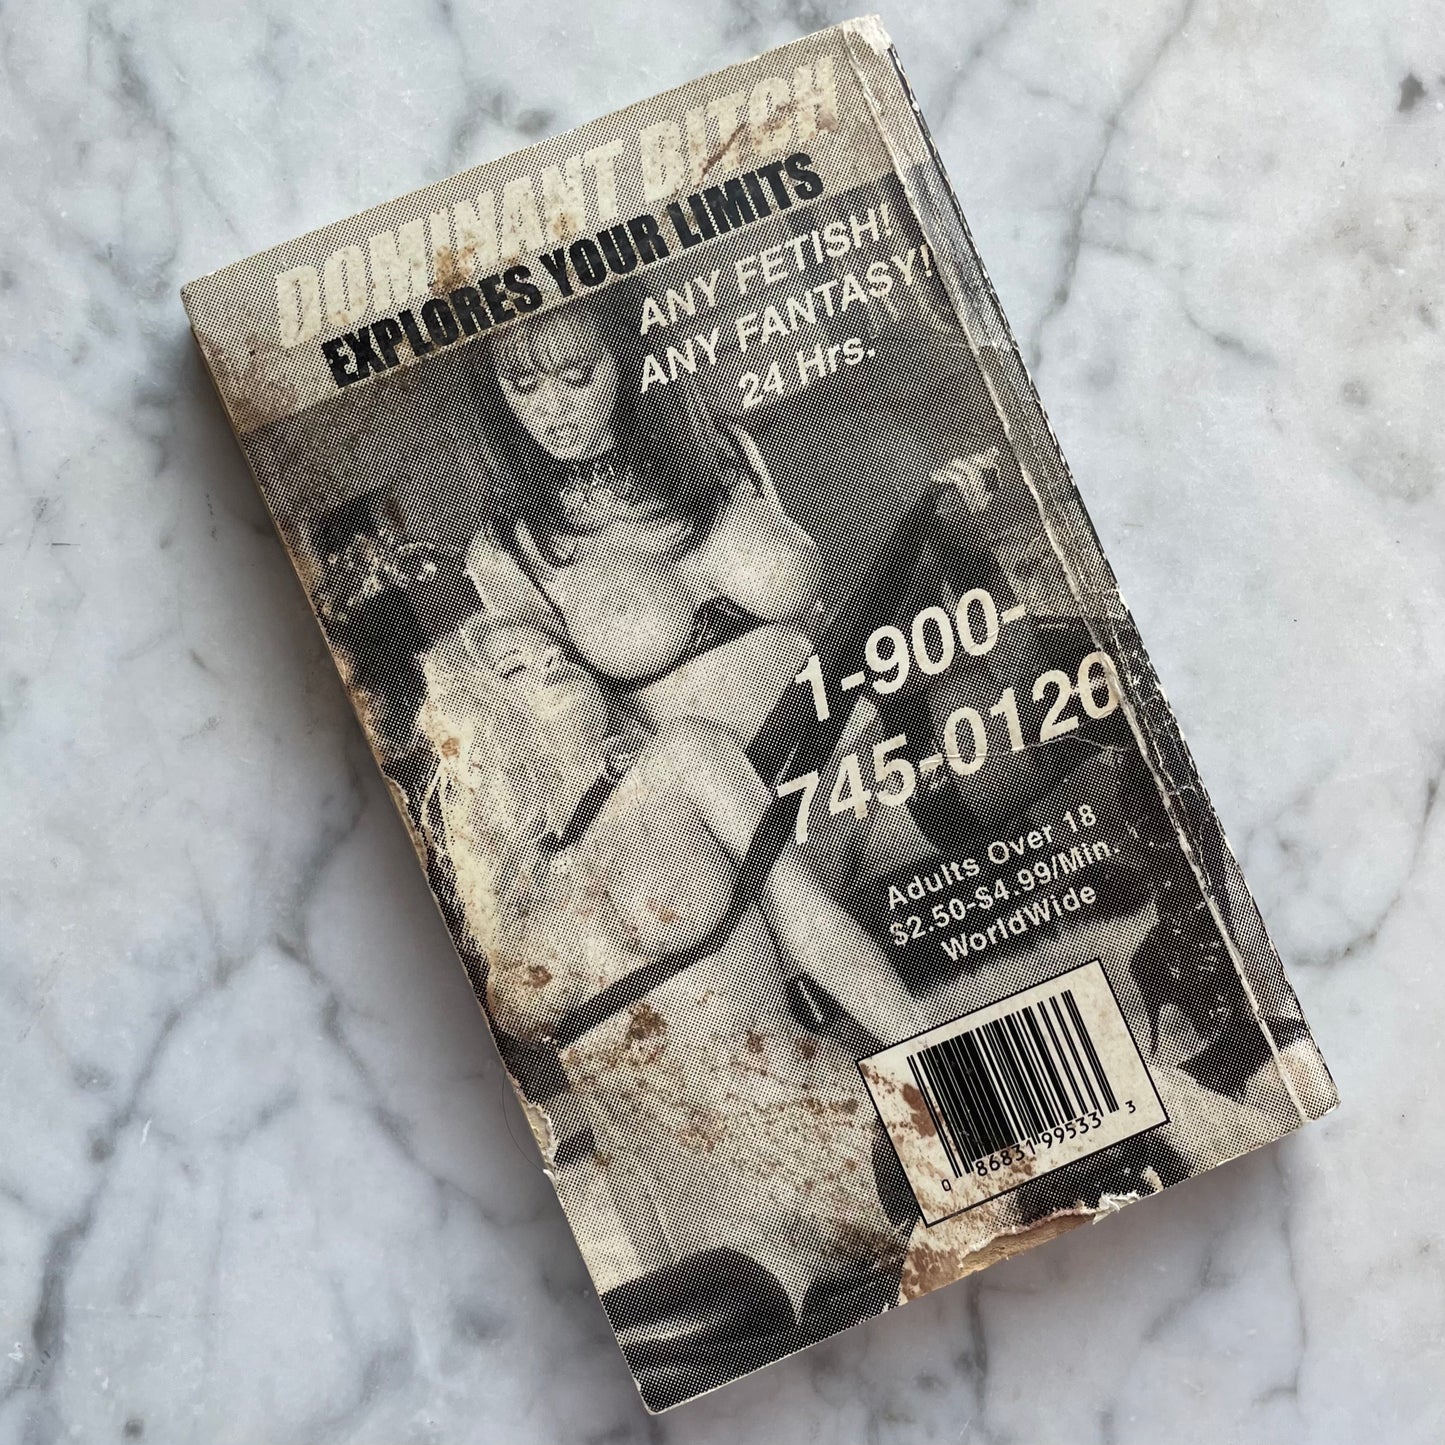 DOMINANT BITCH
EXPLORES YOUR LIMITS
ANY FETISH!
ANY FANTASY!
24 Hrs.
1-900-
745-0120
Adults Over 18
$2.50-$4.99/Min.
WorldWide
0 86831 99533 3